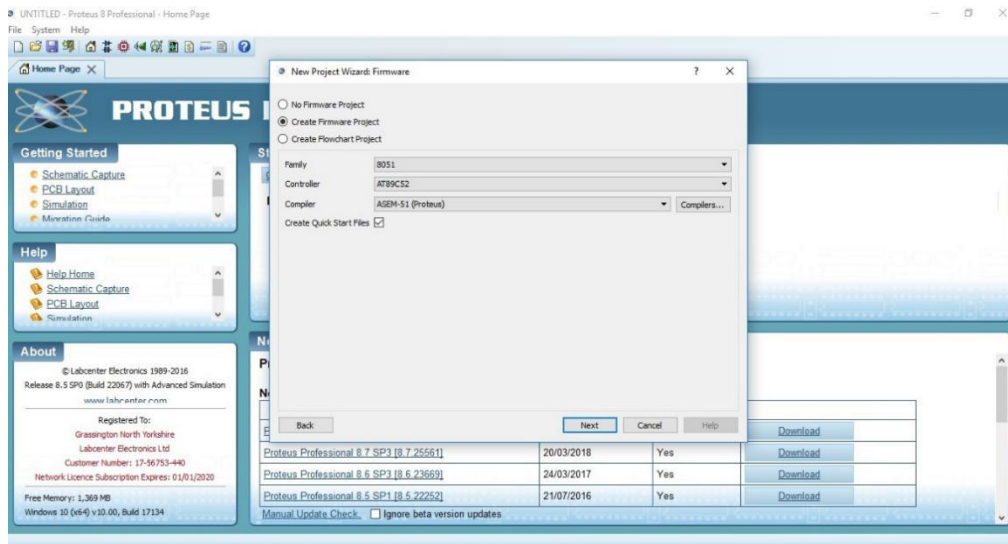 UNTITLED - Proteus 8 Professional - Home Page
File System Help
Home Page
PROTEUS
Getting Started
Schematic Capture
PCB Layout
Simulation
Migration Guide
Help
Help Home
Schematic Capture
PCB Layout
Simulation
About
© Labcenter Electronics 1989-2016
Release 8.5 SP0 (Build 22067) with Advanced Simulation
www.labcenter.com
Registered To:
Grassington North Yorkshire
Labcenter Electronics Ltd
Customer Number: 17-56753-440
Network Licence Subscription Expires: 01/01/2020
Free Memory: 1,369 MB
Windows 10 (x64) v10.00, Build 17134
New Project Wizard: Firmware ? X
No Firmware Project
Create Firmware Project
Create Flowchart Project
Family 8051
Controller AT89C52
Compiler ASEM-51 (Proteus) Compilers...
Create Quick Start Files
Back Next Cancel Help
Download
Proteus Professional 8.7 SP3 [8.7.25561] 20/03/2018 Yes Download
Proteus Professional 8.6 SP3 [8.6.23669] 24/03/2017 Yes Download
Proteus Professional 8.5 SP1 [8.5.22252] 21/07/2016 Yes Download
Manual Update Check. Ignore beta version updates